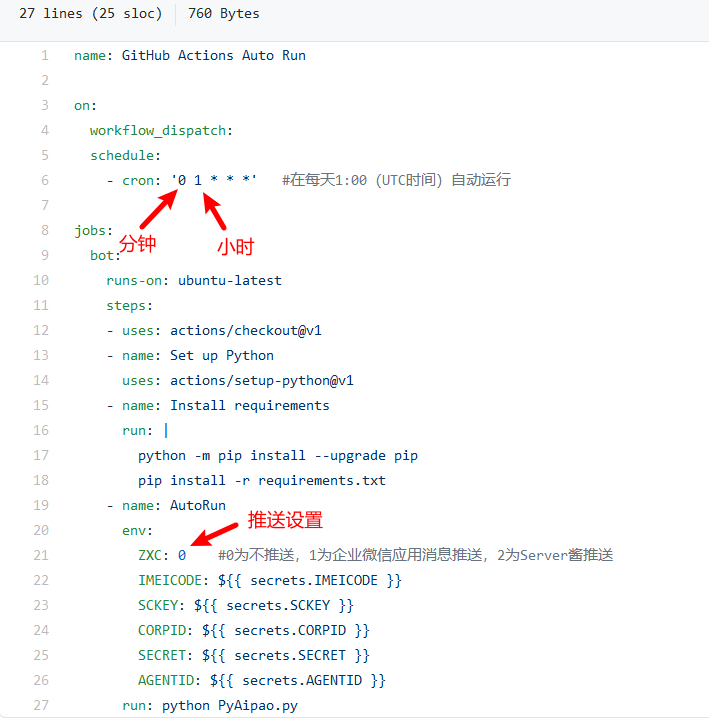 27 lines (25 sloc) 760 Bytes
1 name: GitHub Actions Auto Run
2
3 on:
4 workflow_dispatch:
5 schedule:
6 - cron: '0 1 * * *' #在每天1:00（UTC时间）自动运行
7
分钟
小时
8 jobs:
9 bot:
10 runs-on: ubuntu-latest
11 steps:
12 - uses: actions/checkout@v1
13 - name: Set up Python
14 uses: actions/setup-python@v1
15 - name: Install requirements
16 run: |
17 python -m pip install --upgrade pip
18 pip install -r requirements.txt
19 - name: AutoRun
推送设置
20 env:
21 ZXC: 0 #0为不推送，1为企业微信应用消息推送，2为Server酱推送
22 IMEICODE: ${{ secrets.IMEICODE }}
23 SCKEY: ${{ secrets.SCKEY }}
24 CORPID: ${{ secrets.CORPID }}
25 SECRET: ${{ secrets.SECRET }}
26 AGENTID: ${{ secrets.AGENTID }}
27 run: python PyAipao.py